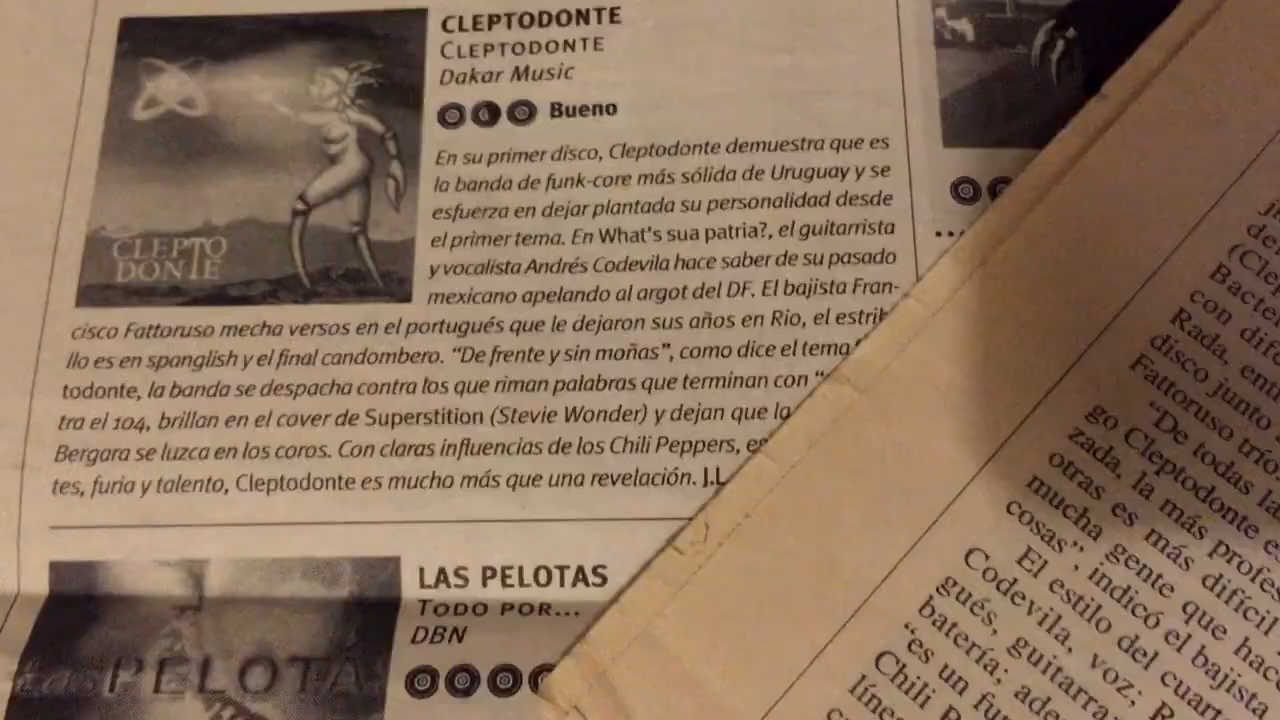 CLEPTODONTE
CLEPTODONTE
Dakar Music
Bueno
En su primer disco, Cleptodonte demuestra que es
la banda de funk-core más sólida de Uruguay y se
esfuerza en dejar plantada su personalidad desde
el primer tema. En What's sua patria?, el guitarrista
y vocalista Andrés Codevila hace saber de su pasado
mexicano apelando al argot del DF. El bajista Fran-
cisco Fattoruso mecha versos en el portugués que le dejaron sus años en Rio, el estrib
llo es en spanglish y el final candombero. “De frente y sin moñas”, como dice el tema
todonte, la banda se despacha contra los que riman palabras que terminan con “
tra el 104, brillan en el cover de Superstition (Stevie Wonder) y dejan que la
Bergara se luzca en los coros. Con claras influencias de los Chili Peppers,
tes, furia y talento, Cleptodonte es mucho más que una revelación. J.L
CLEPTO
DONTE
LAS PELOTAS
TODO POR...
DBN
PELOTA
de
(Cle
Bacte
con dif
Rada, ent
disco junto
Fattoruso trío.
“De todas la
go Cleptodonte e
zada, la más profes
otras es más difícil
mucha gente que hac
cosas”, indicó el bajista
El estilo del cuart
Codevila, voz; R
gués, guitarra
batería; ade
“es un fu
Chili P
líne